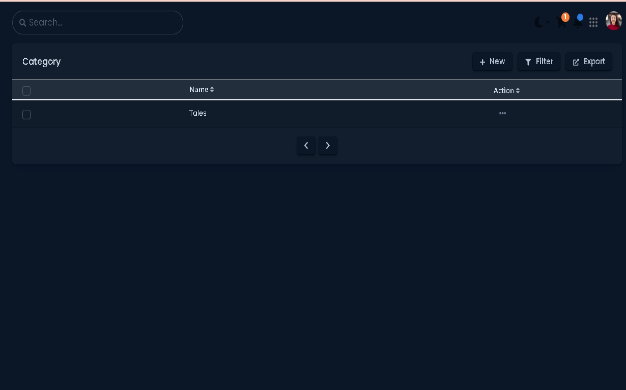 Search...
1
Category
New
Filter
Export
Name
Action
Tales